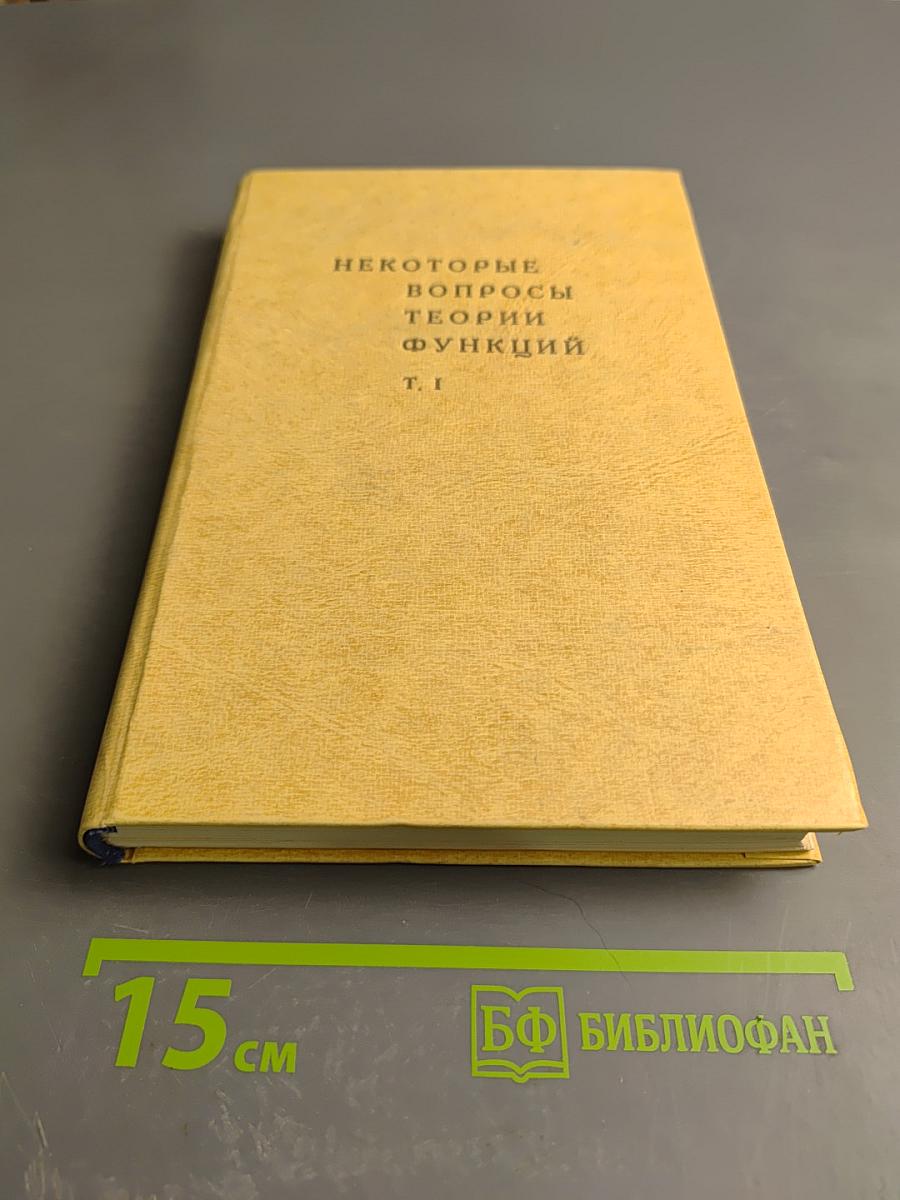 НЕКОТОРЫЕ
ВОПРОСЫ
ТЕОРИИ
ФУНКЦИЙ
Т. I
15 см
БФ БИБЛИОФАН